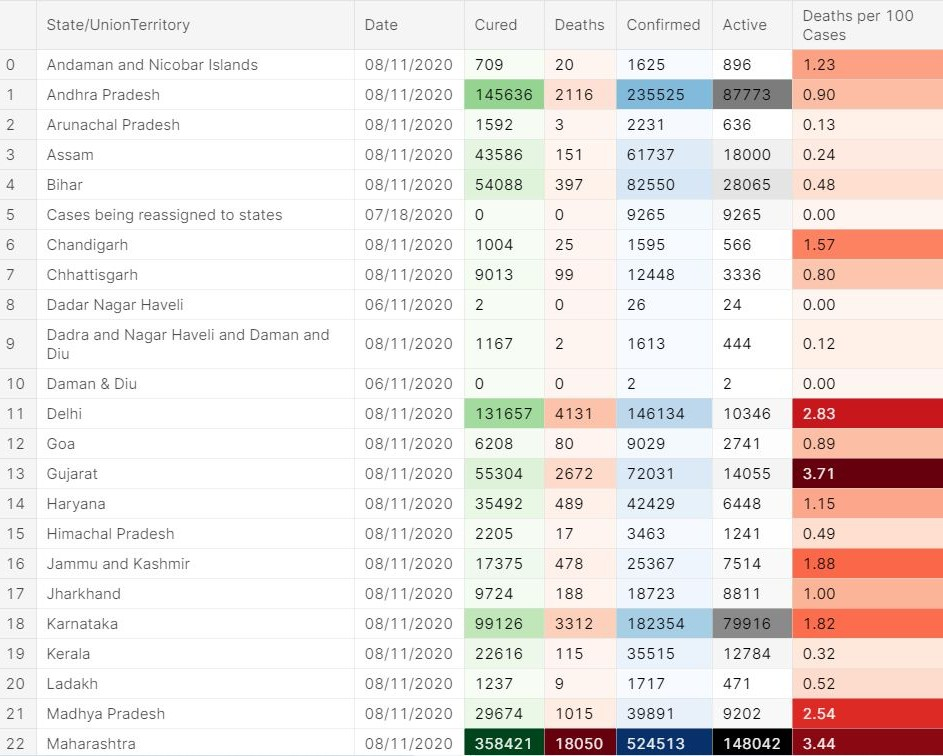 State/UnionTerritory Date Cured Deaths Confirmed Active Deaths per 100
Cases
0 Andaman and Nicobar Islands 08/11/2020 709 20 1625 896 1.23
1 Andhra Pradesh 08/11/2020 145636 2116 235525 87773 0.90
2 Arunachal Pradesh 08/11/2020 1592 3 2231 636 0.13
3 Assam 08/11/2020 43586 151 61737 18000 0.24
4 Bihar 08/11/2020 54088 397 82550 28065 0.48
5 Cases being reassigned to states 07/18/2020 0 0 9265 9265 0.00
6 Chandigarh 08/11/2020 1004 25 1595 566 1.57
7 Chhattisgarh 08/11/2020 9013 99 12448 3336 0.80
8 Dadar Nagar Haveli 06/11/2020 2 0 26 24 0.00
9 Dadra and Nagar Haveli and Daman and
Diu 08/11/2020 1167 2 1613 444 0.12
10 Daman & Diu 06/11/2020 0 0 2 2 0.00
11 Delhi 08/11/2020 131657 4131 146134 10346 2.83
12 Goa 08/11/2020 6208 80 9029 2741 0.89
13 Gujarat 08/11/2020 55304 2672 72031 14055 3.71
14 Haryana 08/11/2020 35492 489 42429 6448 1.15
15 Himachal Pradesh 08/11/2020 2205 17 3463 1241 0.49
16 Jammu and Kashmir 08/11/2020 17375 478 25367 7514 1.88
17 Jharkhand 08/11/2020 9724 188 18723 8811 1.00
18 Karnataka 08/11/2020 99126 3312 182354 79916 1.82
19 Kerala 08/11/2020 22616 115 35515 12784 0.32
20 Ladakh 08/11/2020 1237 9 1717 471 0.52
21 Madhya Pradesh 08/11/2020 29674 1015 39891 9202 2.54
22 Maharashtra 08/11/2020 358421 18050 524513 148042 3.44